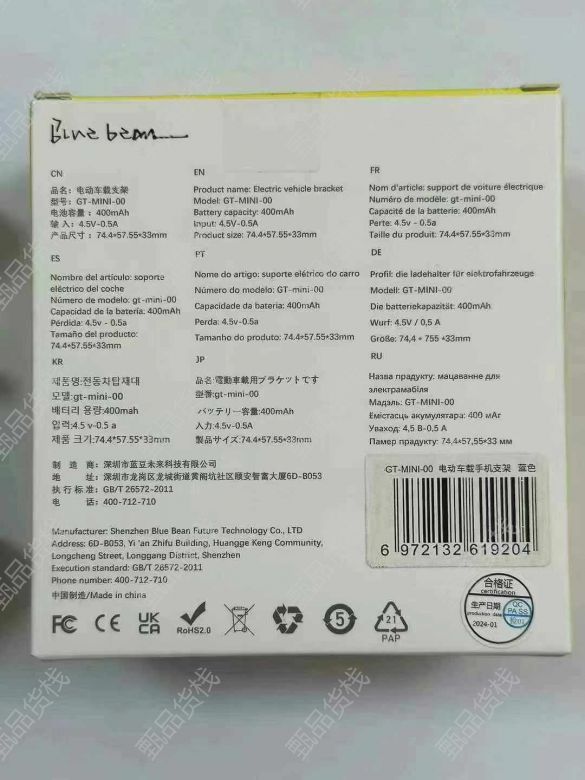 Blue bean
CN
品名：电动车载支架
型号：GT-MINI-00
电池容量：400mAh
输入：4.5V-0.5A
产品尺寸：74.4*57.55*33mm
EN
Product name: Electric vehicle bracket
Model: GT-MINI-00
Battery capacity: 400mAh
Input: 4.5V-0.5A
Product size: 74.4*57.55*33mm
FR
Nom d'article: support de voiture électrique
Numéro de modèle: gt-mini-00
Capacité de la batterie: 400mAh
Perte: 4.5v - 0.5a
Taille du produit: 74.4*57.55*33mm
ES
Nombre del artículo: soporte
eléctrico del coche
Número de modelo: gt-mini-00
Capacidad de la batería: 400mAh
Pérdida: 4.5v - 0.5a
Tamaño del producto:
74.4*57.55*33mm
PT
Nome do artigo: suporte elétrico do carro
Número do modelo: GT-mini-00
Capacidade da bateria: 400mAh
Perda: 4.5v-0.5a
Tamanho do produto: 74.4*57.55*33mm
DE
Profil: die ladehalter für elektrofahrzeuge
Modell: GT-MINI-00
Die batteriekapazität: 400mAh
Wurf: 4.5V / 0,5 A
Größe: 74,4 * 755 *33mm
KR
제품명:전동차탑재대
모델:gt-mini-00
배터리 용량:400mah
입력:4.5 v-0.5 a
제품 크기:74.4*57.55*33mm
JP
品名:電動車載用ブラケットです
型番:gt-mini-00
バッテリー容量:400mah
入力:4.5v-0.5a
製品サイズ:74.4*57.55*33mm
RU
Назва прадукту: мацаванне для
электрамабіля
Мадэль: GT-MINI-00
Ёмістасць акумулятара: 400 мАг
Уваход: 4,5 В-0,5 А
Памер прадукту: 74,4*57,55*33 мм
制造商：深圳市蓝豆未来科技有限公司
地址：深圳市龙岗区龙城街道黄阁坑社区颐安智富大厦6D-B053
执行标准：GB/T 26572-2011
电话：400-712-710
Manufacturer: Shenzhen Blue Bean Future Technology Co., LTD
Address: 6D-B053, Yi 'an Zhifu Building, Huangge Keng Community,
Longcheng Street, Longgang District, Shenzhen
Execution standard: GB/T 26572-2011
Phone number: 400-712-710
中国制造/Made in china
GT-MINI-00 电动车载手机支架 蓝色
6 972132 619204
合格证
certification
生产日期
production date
2024-01
QC
PASS
检02
FC CE UK CA RoHS2.0 5 21
PAP
甄品货栈